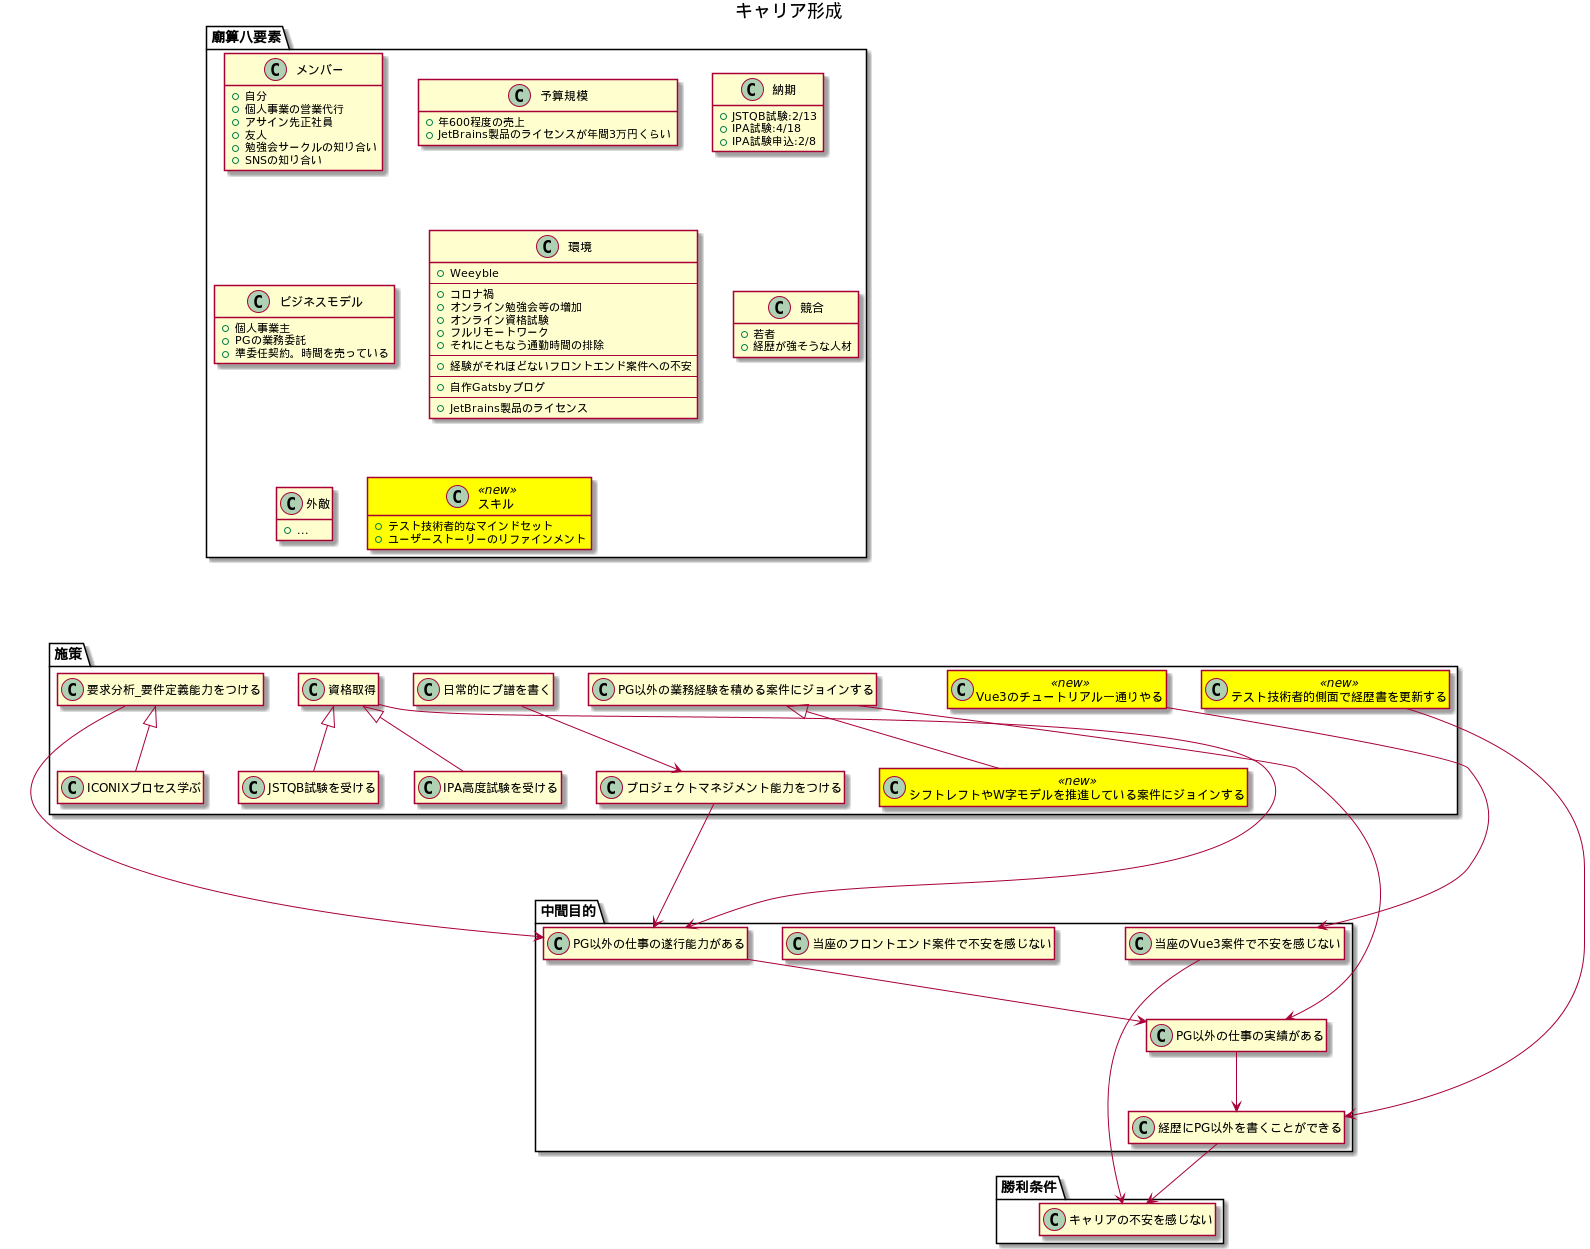 キャリア形成
廟算八要素
C メンバー
自分
個人事業の営業代行
アサイン先正社員
友人
勉強会サークルの知り合い
SNSの知り合い
C 予算規模
年600程度の売上
JetBrains製品のライセンスが年間3万円くらい
C 納期
JSTQB試験:2/13
IPA試験:4/18
IPA試験申込:2/8
C ビジネスモデル
個人事業主
PGの業務委託
準委任契約。時間を売っている
C 環境
Weeyble
コロナ禍
オンライン勉強会等の増加
オンライン資格試験
フルリモートワーク
それにともなう通勤時間の排除
経験がそれほどないフロントエンド案件への不安
自作Gatsbyブログ
JetBrains製品のライセンス
C 競合
若者
経歴が強そうな人材
C 外敵
...
C «new»
スキル
テスト技術者的なマインドセット
ユーザーストーリーのリファインメント
施策
C 要求分析_要件定義能力をつける
C 資格取得
C 日常的にプ譜を書く
C PG以外の業務経験を積める案件にジョインする
C «new»
Vue3のチュートリアル一通りやる
C «new»
テスト技術者的側面で経歴書を更新する
C ICONIXプロセス学ぶ
C JSTQB試験を受ける
C IPA高度試験を受ける
C プロジェクトマネジメント能力をつける
C «new»
シフトレフトやW字モデルを推進している案件にジョインする
中間目的
C PG以外の仕事の遂行能力がある
C 当座のフロントエンド案件で不安を感じない
C 当座のVue3案件で不安を感じない
C PG以外の仕事の実績がある
C 経歴にPG以外を書くことができる
勝利条件
C キャリアの不安を感じない